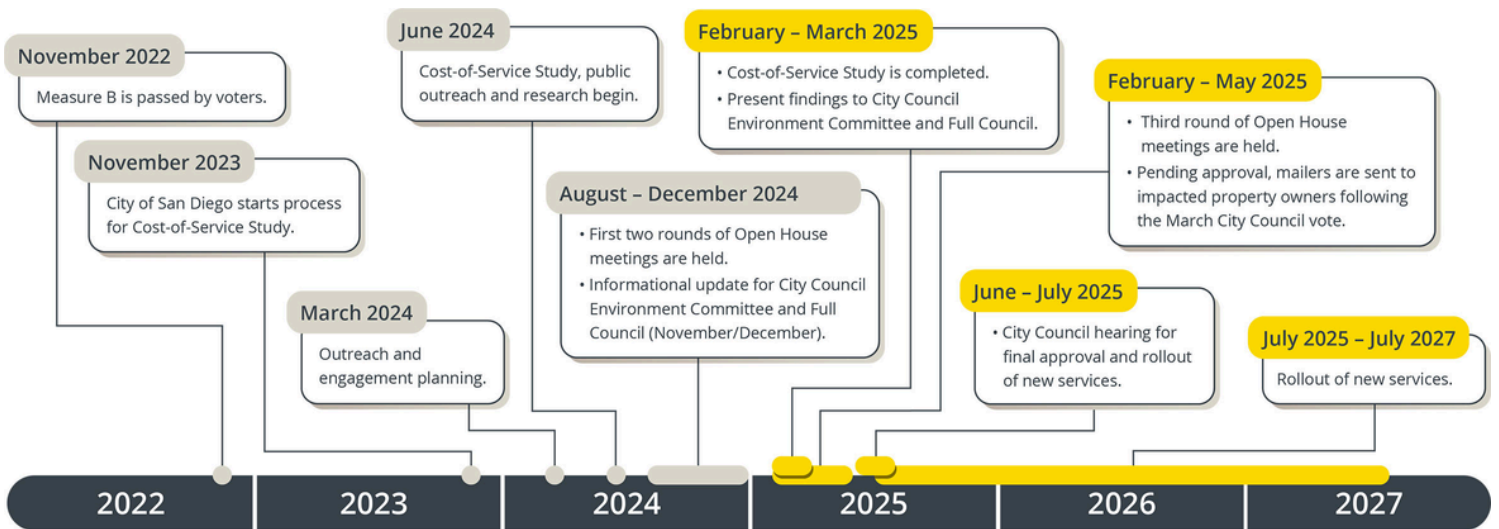 November 2022
Measure B is passed by voters.
November 2023
City of San Diego starts process
for Cost-of-Service Study.
March 2024
Outreach and
engagement planning.
June 2024
Cost-of-Service Study, public
outreach and research begin.
August – December 2024
• First two rounds of Open House
meetings are held.
• Informational update for City Council
Environment Committee and Full
Council (November/December).
February – March 2025
• Cost-of-Service Study is completed.
• Present findings to City Council
Environment Committee and Full Council.
February – May 2025
• Third round of Open House
meetings are held.
• Pending approval, mailers are sent to
impacted property owners following
the March City Council vote.
June – July 2025
• City Council hearing for
final approval and rollout
of new services.
July 2025 – July 2027
Rollout of new services.
2022
2023
2024
2025
2026
2027